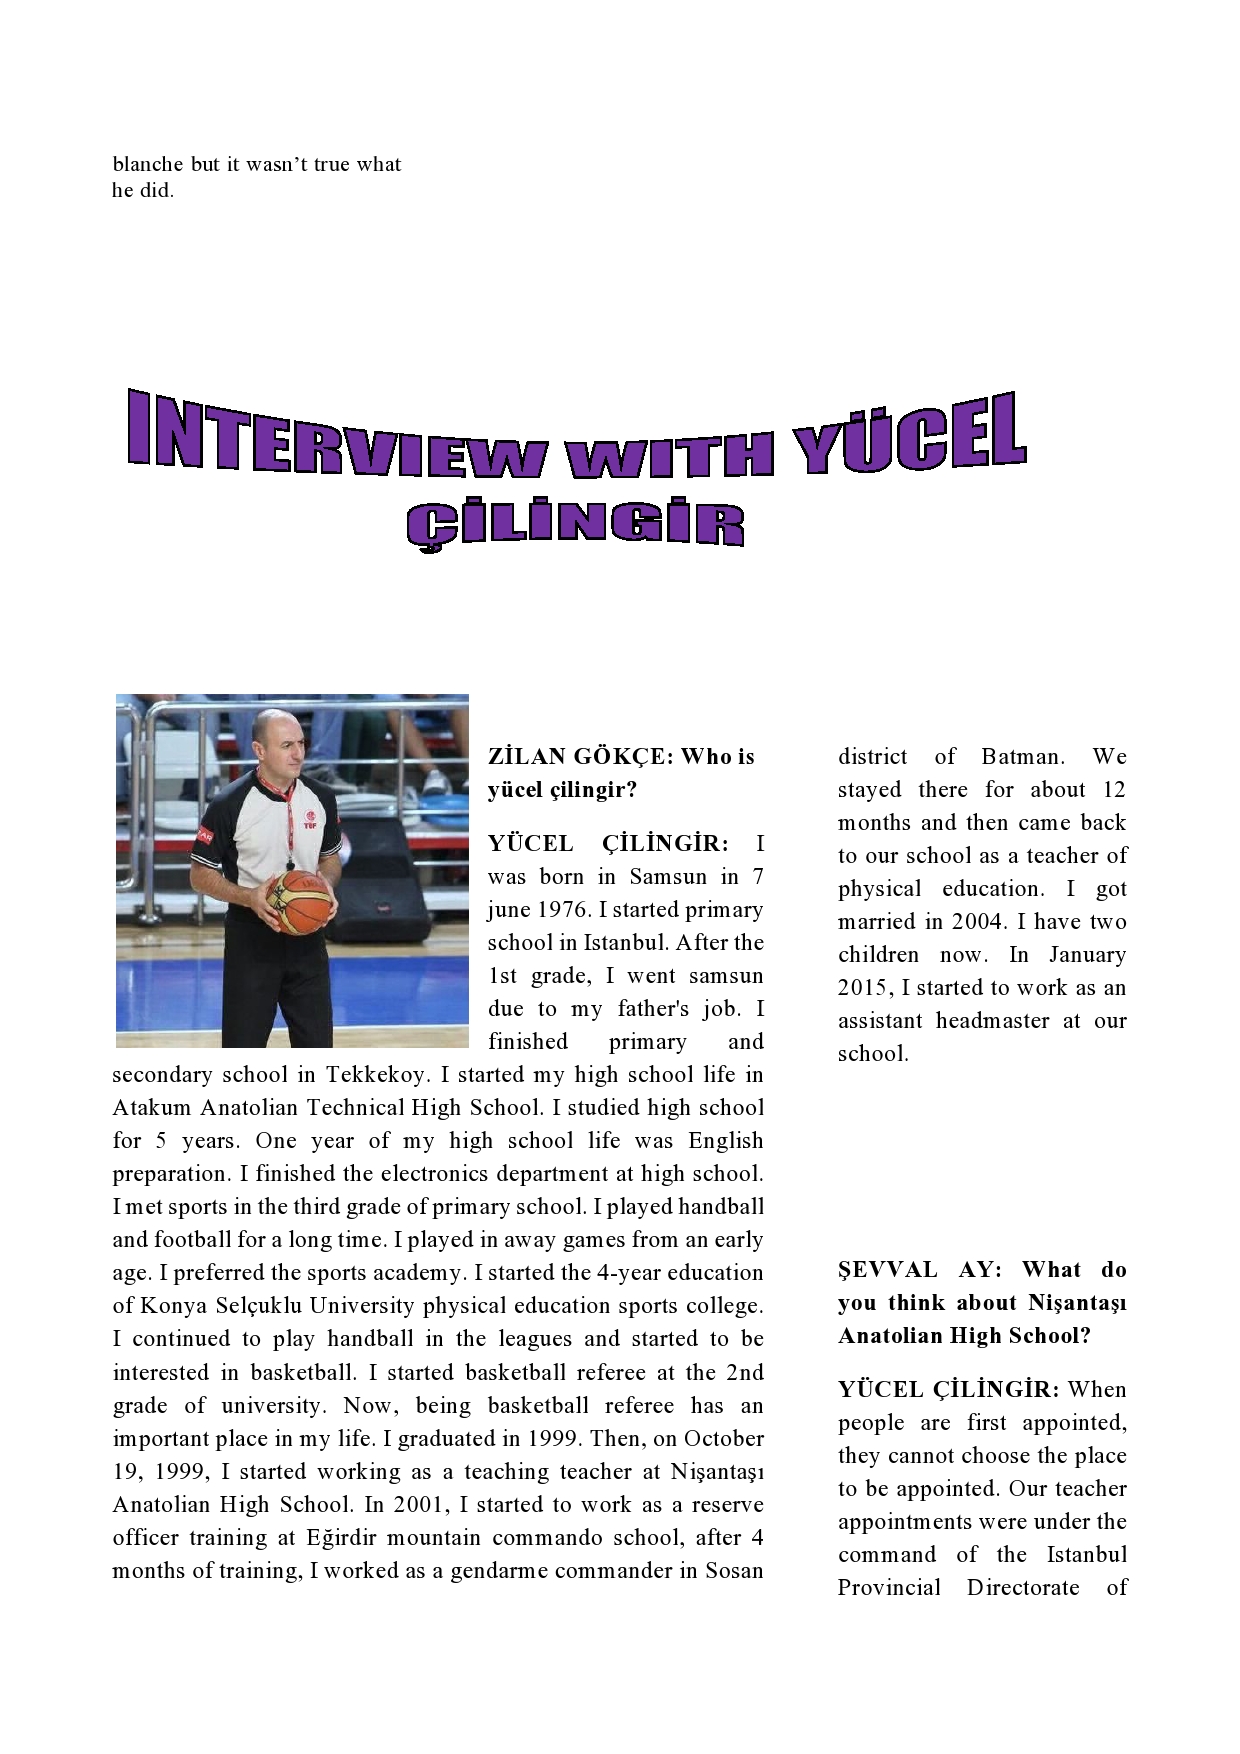 blanche but it wasn’t true what
he did.
INTERVIEW WITH YÜCEL
ÇİLİNGİR
TBF
ZİLAN GÖKÇE: Who is
yücel çilingir?
YÜCEL ÇİLİNGİR: I
was born in Samsun in 7
june 1976. I started primary
school in Istanbul. After the
1st grade, I went samsun
due to my father's job. I
finished primary and
secondary school in Tekkekoy. I started my high school life in
Atakum Anatolian Technical High School. I studied high school
for 5 years. One year of my high school life was English
preparation. I finished the electronics department at high school.
I met sports in the third grade of primary school. I played handball
and football for a long time. I played in away games from an early
age. I preferred the sports academy. I started the 4-year education
of Konya Selçuklu University physical education sports college.
I continued to play handball in the leagues and started to be
interested in basketball. I started basketball referee at the 2nd
grade of university. Now, being basketball referee has an
important place in my life. I graduated in 1999. Then, on October
19, 1999, I started working as a teaching teacher at Nişantaşı
Anatolian High School. In 2001, I started to work as a reserve
officer training at Eğirdir mountain commando school, after 4
months of training, I worked as a gendarme commander in Sosan
district of Batman. We
stayed there for about 12
months and then came back
to our school as a teacher of
physical education. I got
married in 2004. I have two
children now. In January
2015, I started to work as an
assistant headmaster at our
school.
ŞEVVAL AY: What do
you think about Nişantaşı
Anatolian High School?
YÜCEL ÇİLİNGİR: When
people are first appointed,
they cannot choose the place
to be appointed. Our teacher
appointments were under the
command of the Istanbul
Provincial Directorate of